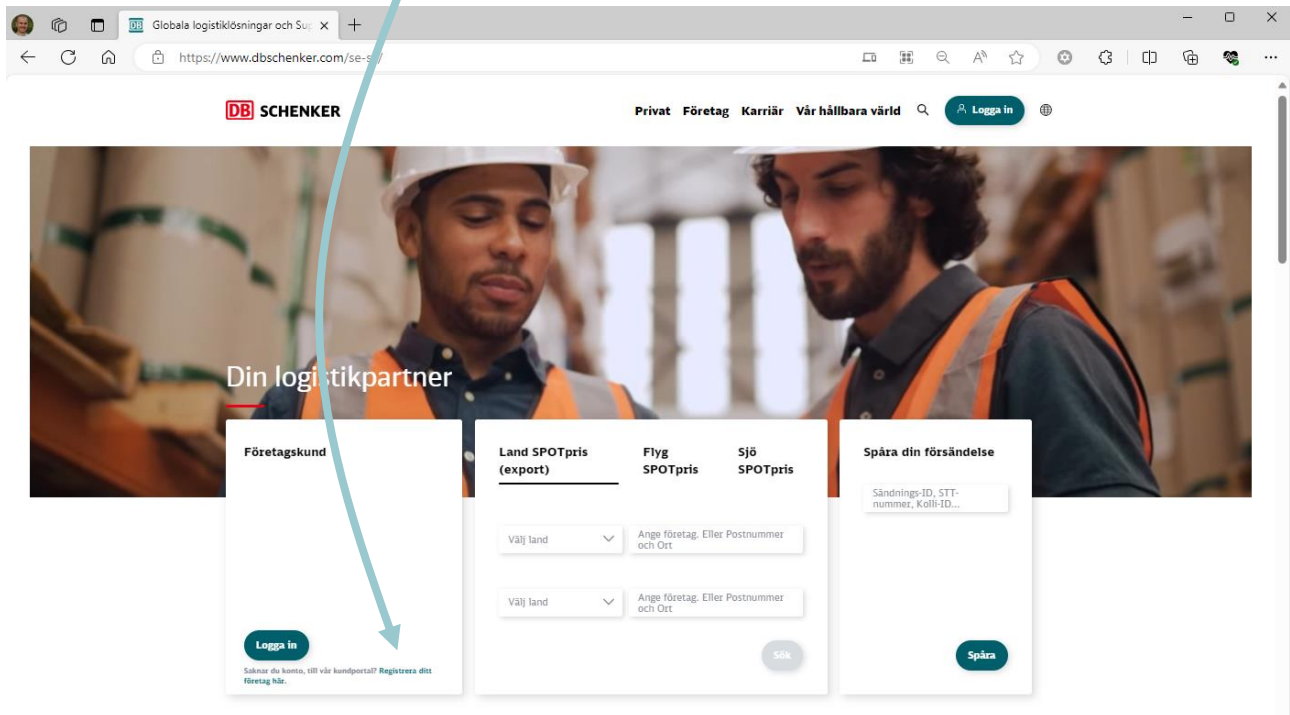 DB Globala logistiklösningar och Sup
https://www.dbschenker.com/se-sv/
DB SCHENKER
Privat Företag Karriär Vår hållbara värld Logga in
Din logistikpartner
Företagskund
Logga in
Saknar du konto, till vår kundportal? Registrera ditt
företag här.
Land SPOTpris
(export)
Flyg
SPOTpris
Sjö
SPOTpris
Välj land
Ange företag. Eller Postnummer
och Ort
Välj land
Ange företag. Eller Postnummer
och Ort
Sök
Spåra din försändelse
Sändnings-ID, STT-
nummer, Kolli-ID...
Spåra